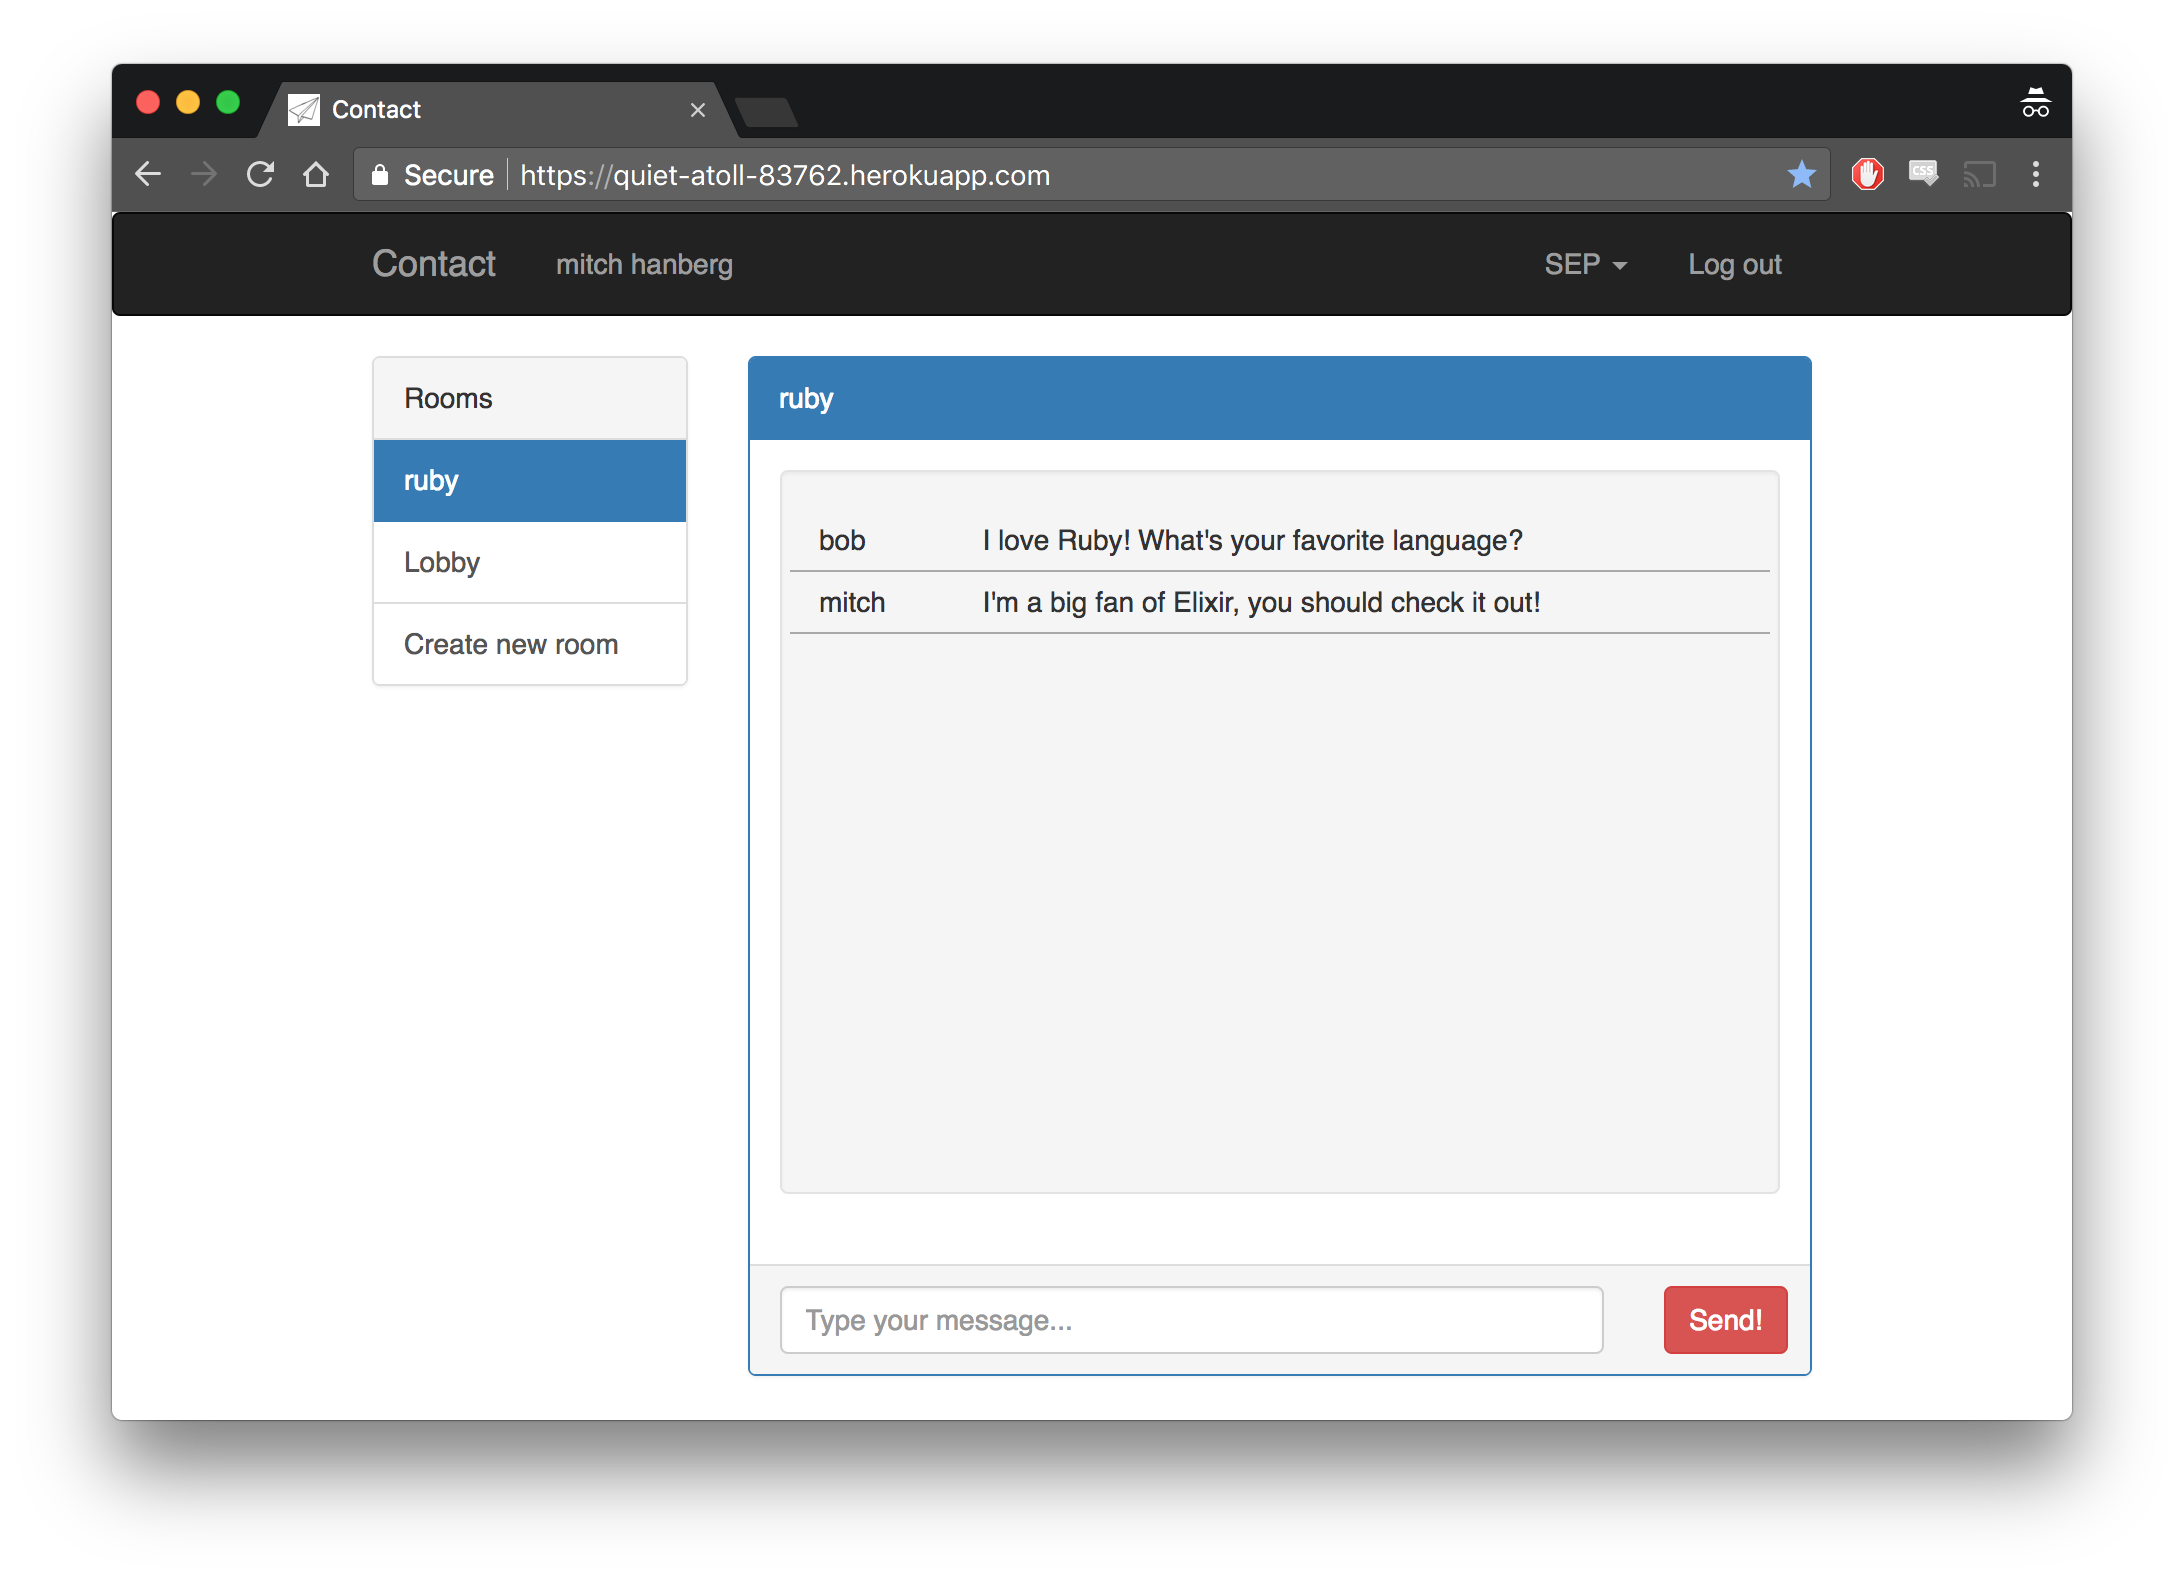 Contact
Secure https://quiet-atoll-83762.herokuapp.com
CSS
Contact mitch hanberg SEP Log out
Rooms
ruby
Lobby
Create new room
ruby
bob I love Ruby! What's your favorite language?
mitch I'm a big fan of Elixir, you should check it out!
Type your message...
Send!